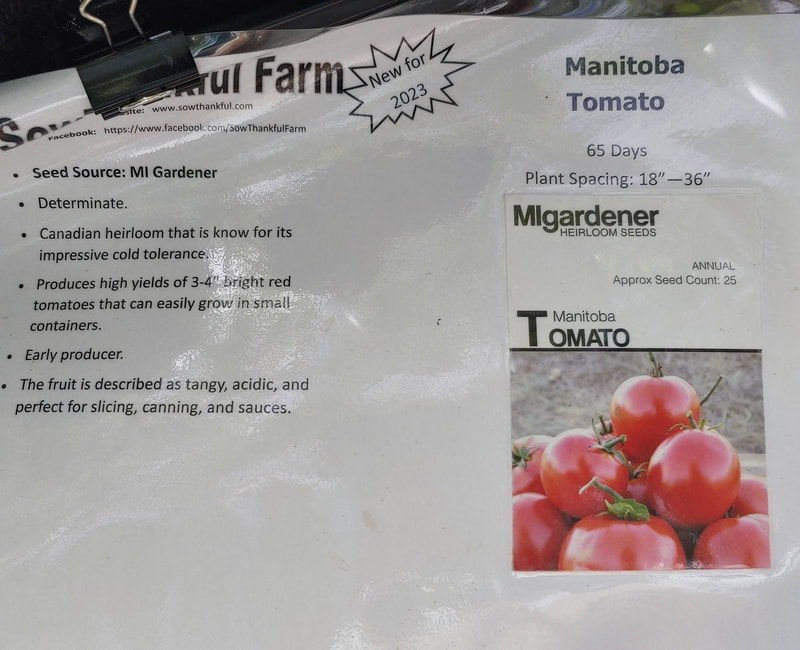 ful Farm
www.sowthankful.com
Facebook: https://www.facebook.com/SowThankfulFarm
New for
2023
• Seed Source: MI Gardener
• Determinate.
• Canadian heirloom that is know for its
impressive cold tolerance.
• Produces high yields of 3-4" bright red
tomatoes that can easily grow in small
containers.
• Early producer.
• The fruit is described as tangy, acidic, and
perfect for slicing, canning, and sauces.
Manitoba
Tomato
65 Days
Plant Spacing: 18”—36”
MIgardener
HEIRLOOM SEEDS
ANNUAL
Approx Seed Count: 25
Manitoba
TOMATO